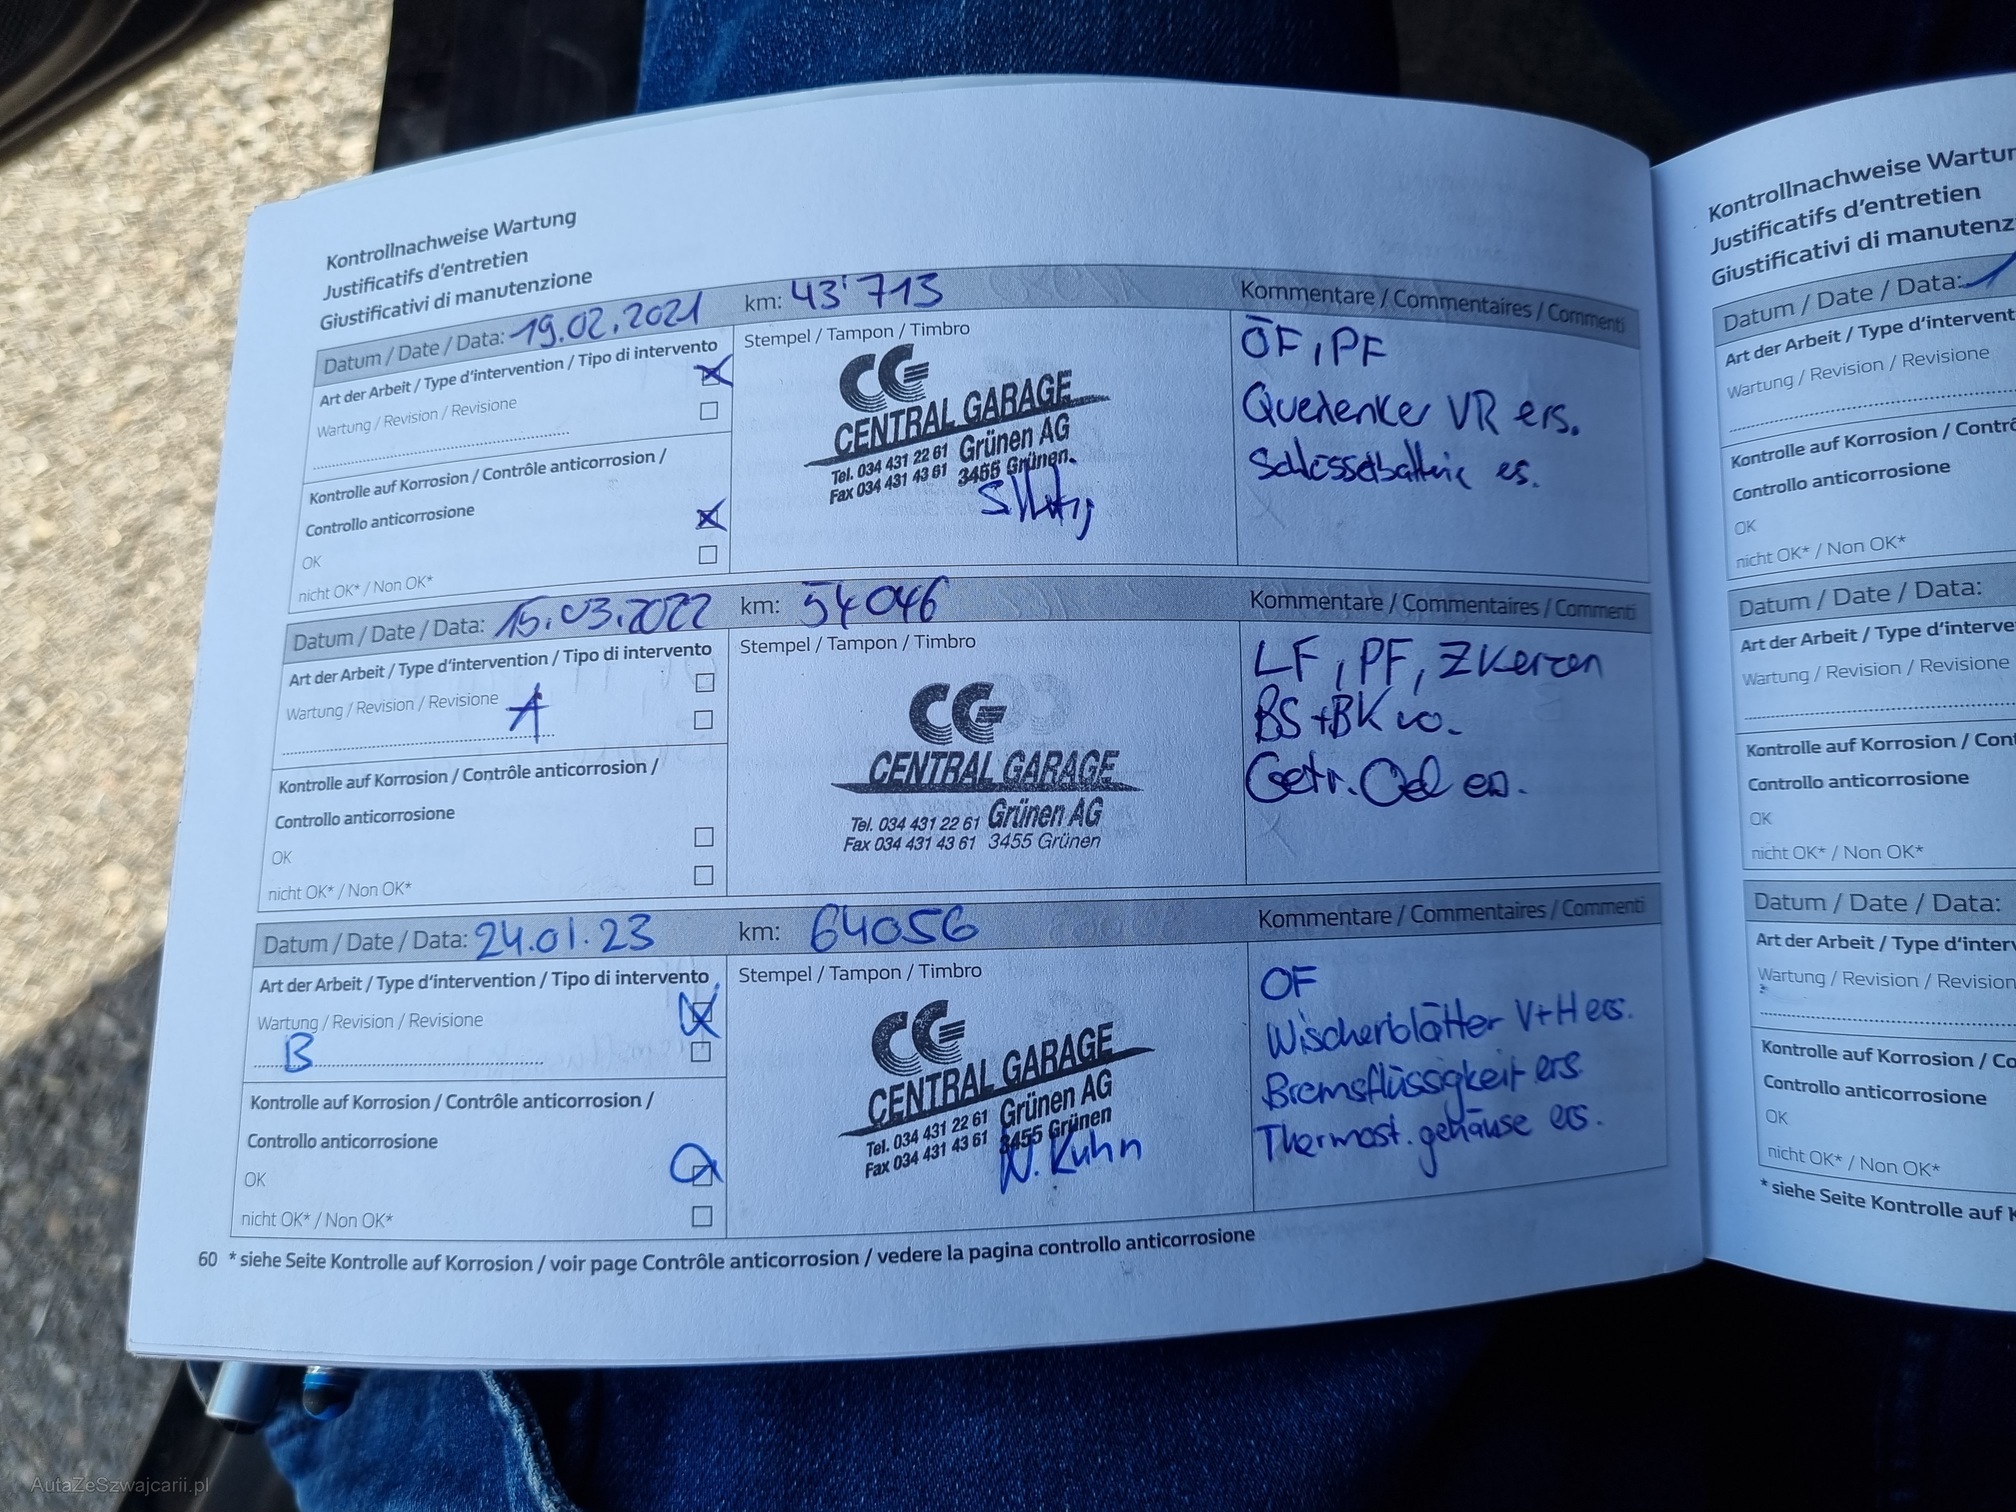 Kontrollnachweise Wartung
Justificatifs d'entretien
Giustificativi di manutenzione
Datum / Date / Data: 19.02.2021 km: 43'713 Kommentare / Commentaires / Commenti
Art der Arbeit / Type d'intervention / Tipo di intervento
Wartung / Revision / Revisione
Kontrolle auf Korrosion / Contrôle anticorrosion /
Controllo anticorrosione
OK
nicht OK* / Non OK*
Stempel / Tampon / Timbro
CG
CENTRAL GARAGE
Tel. 034 431 22 61 Grünen AG
Fax 034 431 43 61 3455 Grünen
ÖF, PF
Querlenker VR ers.
Schlüsselbatterie es.
Datum / Date / Data: 15.03.2022 km: 54046 Kommentare / Commentaires / Commenti
Art der Arbeit / Type d'intervention / Tipo di intervento
Wartung / Revision / Revisione
A
Kontrolle auf Korrosion / Contrôle anticorrosion /
Controllo anticorrosione
OK
nicht OK* / Non OK*
Stempel / Tampon / Timbro
CG
CENTRAL GARAGE
Tel. 034 431 22 61 Grünen AG
Fax 034 431 43 61 3455 Grünen
LF, PF, ZKerzen
BS+BK vo.
Getr. Oel
Datum / Date / Data: 24.01.23 km: 64056 Kommentare / Commentaires / Commenti
Art der Arbeit / Type d'intervention / Tipo di intervento
Wartung / Revision / Revisione
B
Kontrolle auf Korrosion / Contrôle anticorrosion /
Controllo anticorrosione
OK
nicht OK* / Non OK*
Stempel / Tampon / Timbro
CG
CENTRAL GARAGE
Tel. 034 431 22 61 Grünen AG
Fax 034 431 43 61 3455 Grünen
N. Kuhn
OF
Wischerblätter V+H ers.
Bremsflüssigkeit ers.
Thermost. gehäuse ers.
60 * siehe Seite Kontrolle auf Korrosion / voir page Contrôle anticorrosion / vedere la pagina controllo anticorrosione
Kontrollnachweise Wartur
Justificatifs d'entretien
Giustificativi di manutenz
Datum / Date / Data:
Art der Arbeit / Type d'intervent
Wartung / Revision / Revisione
Kontrolle auf Korrosion / Contrô
Controllo anticorrosione
OK
nicht OK* / Non OK*
Datum / Date / Data:
Art der Arbeit / Type d'interve
Wartung / Revision / Revisione
Kontrolle auf Korrosion / Cont
Controllo anticorrosione
OK
nicht OK* / Non OK*
Datum / Date / Data:
Art der Arbeit / Type d'inter
Wartung / Revision / Revision
Kontrolle auf Korrosion / Co
Controllo anticorrosione
OK
nicht OK* / Non OK*
* siehe Seite Kontrolle auf K
AutaZeSzwajcarii.pl